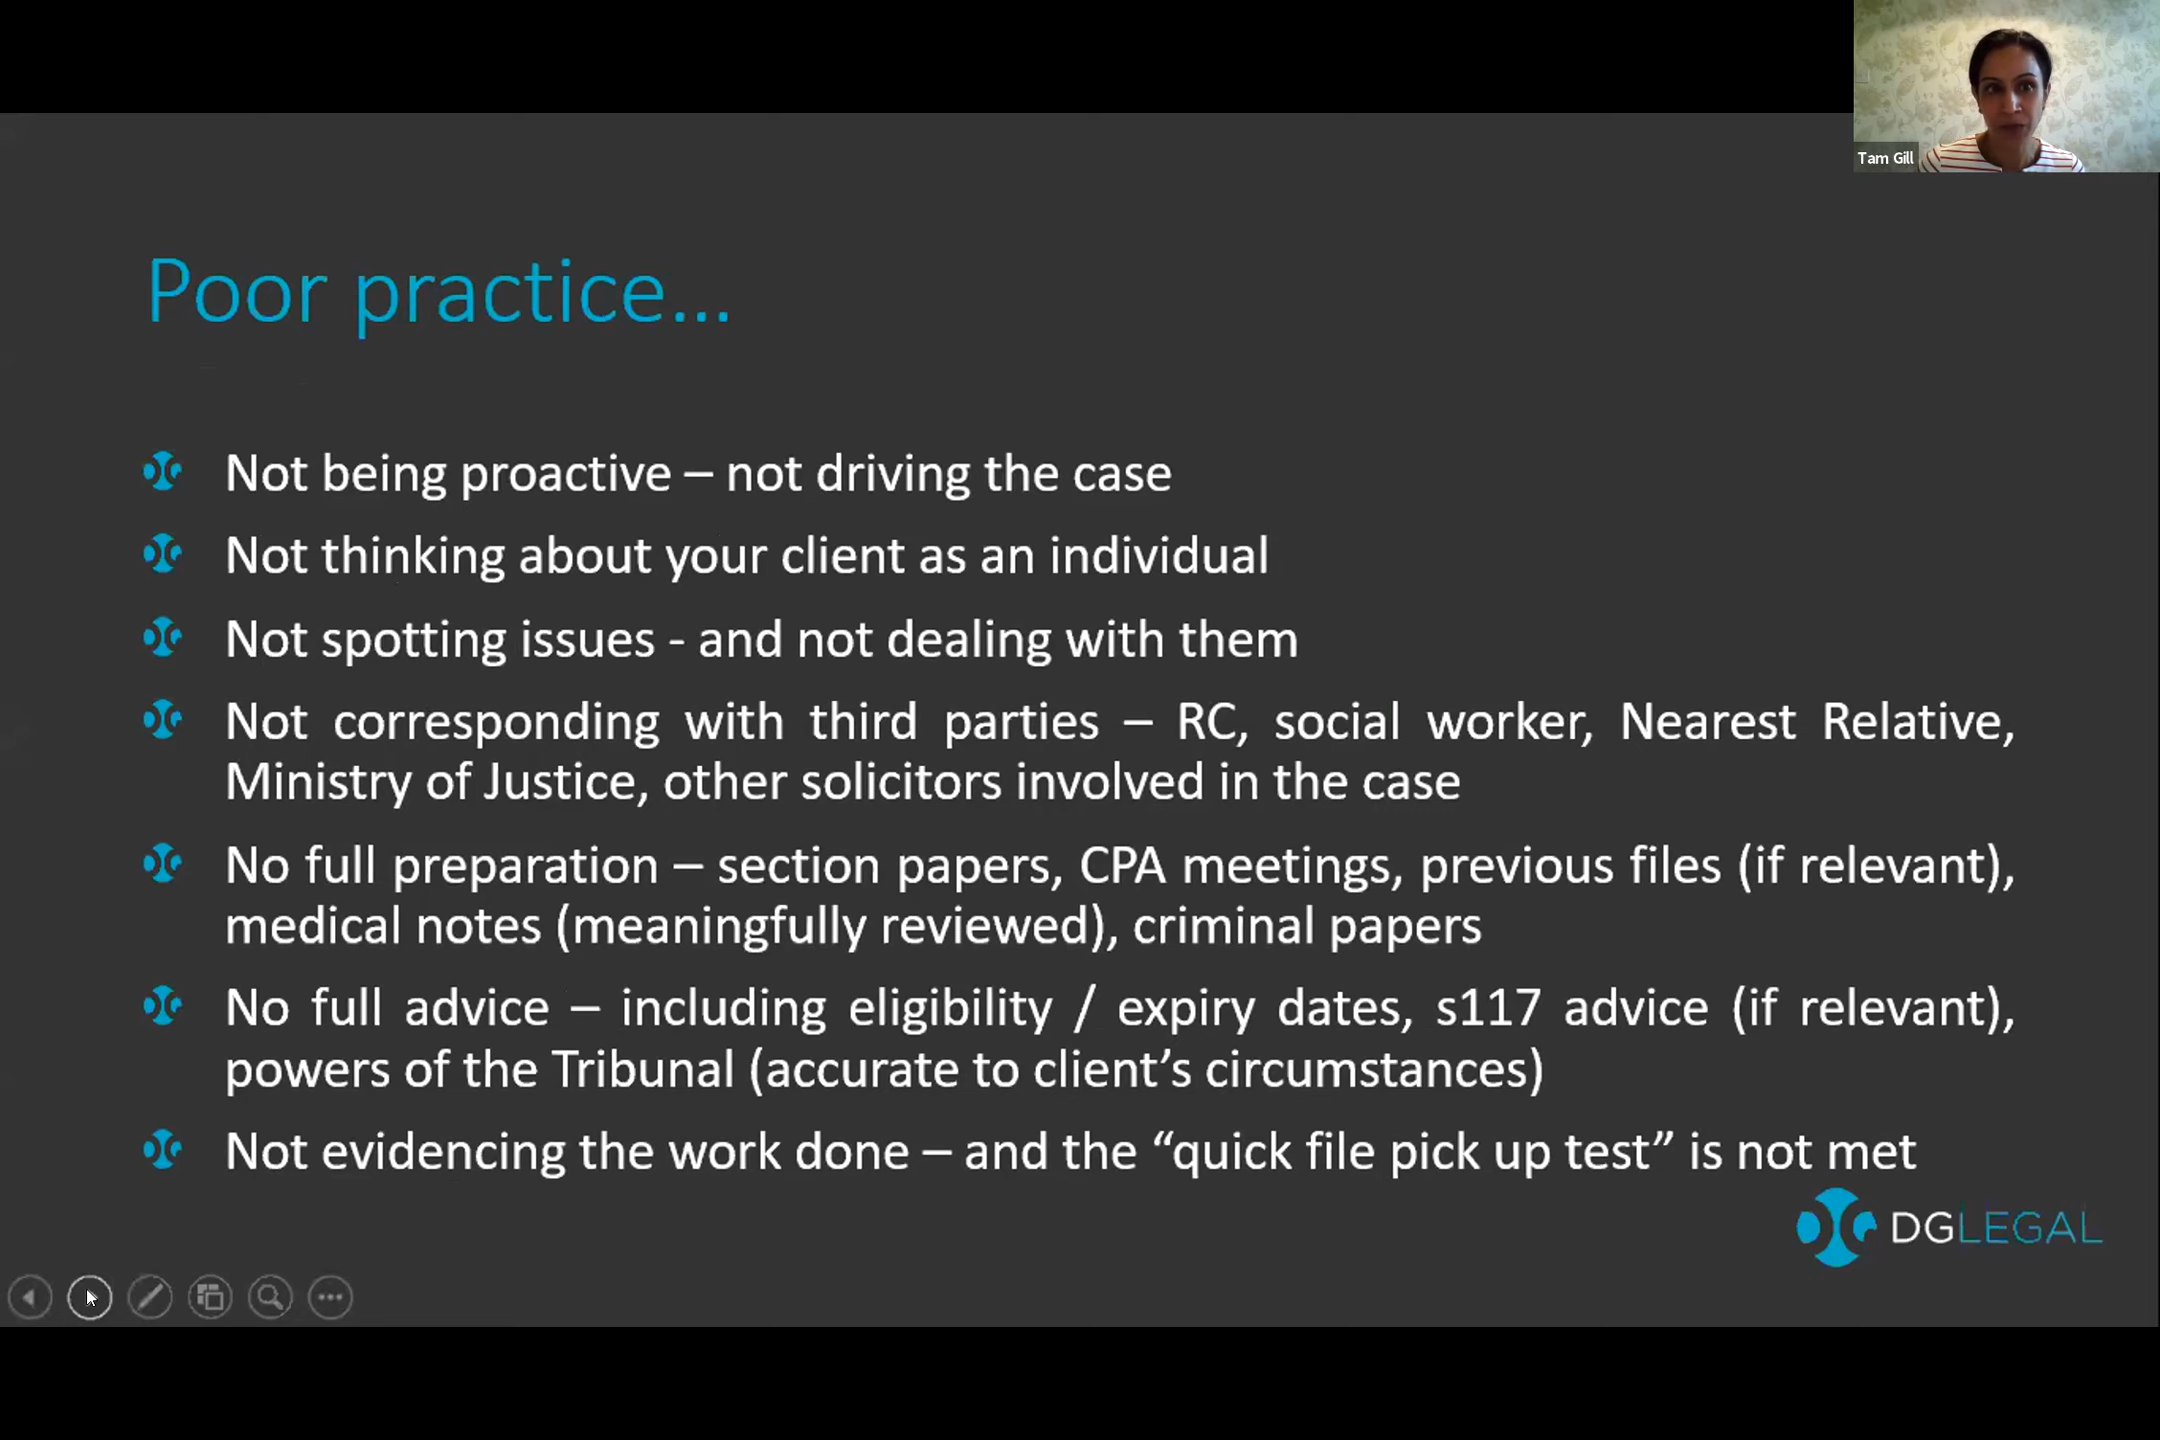 Tam Gill
Poor practice...
Not being proactive – not driving the case
Not thinking about your client as an individual
Not spotting issues - and not dealing with them
Not corresponding with third parties – RC, social worker, Nearest Relative,
Ministry of Justice, other solicitors involved in the case
No full preparation – section papers, CPA meetings, previous files (if relevant),
medical notes (meaningfully reviewed), criminal papers
No full advice – including eligibility / expiry dates, s117 advice (if relevant),
powers of the Tribunal (accurate to client’s circumstances)
Not evidencing the work done – and the “quick file pick up test” is not met
DGLEGAL